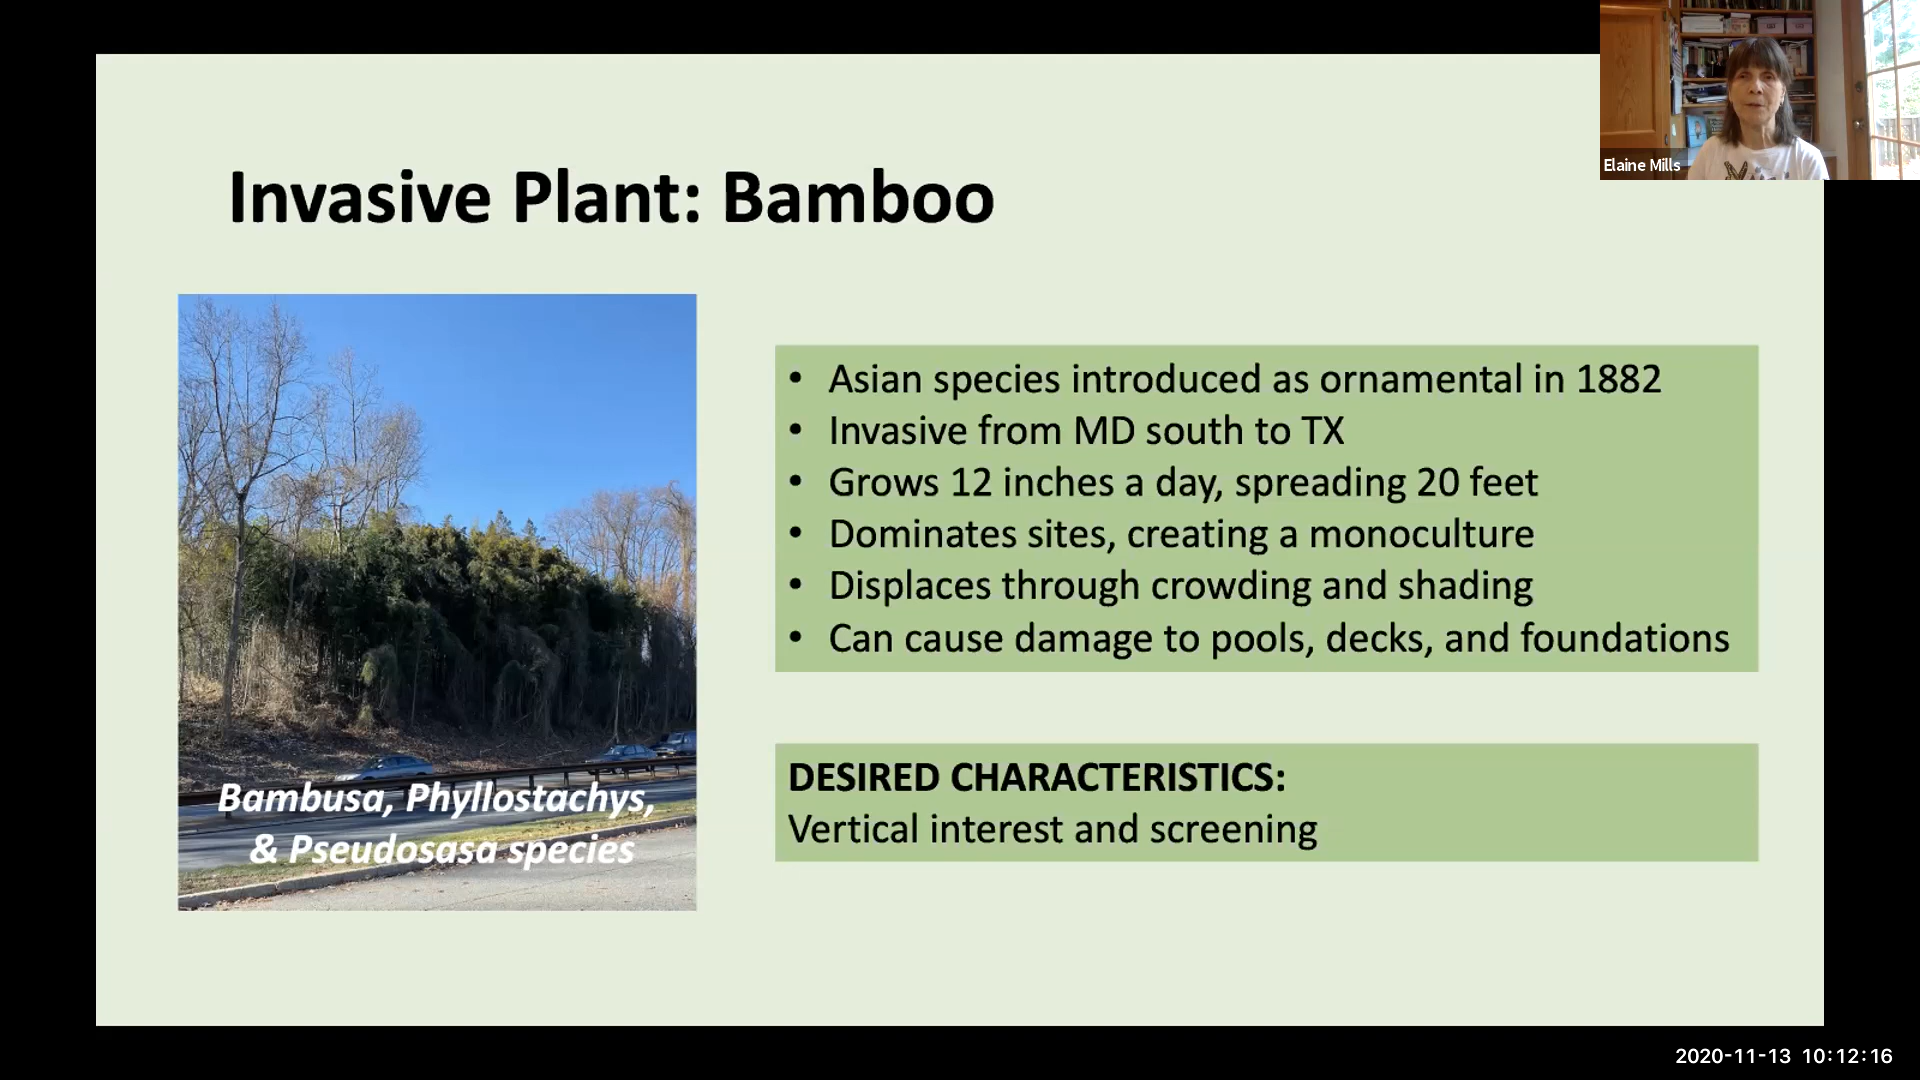 Elaine Mills
Invasive Plant: Bamboo
Bambusa, Phyllostachys,
& Pseudosasa species
• Asian species introduced as ornamental in 1882
• Invasive from MD south to TX
• Grows 12 inches a day, spreading 20 feet
• Dominates sites, creating a monoculture
• Displaces through crowding and shading
• Can cause damage to pools, decks, and foundations
DESIRED CHARACTERISTICS:
Vertical interest and screening
2020-11-13 10:12:16